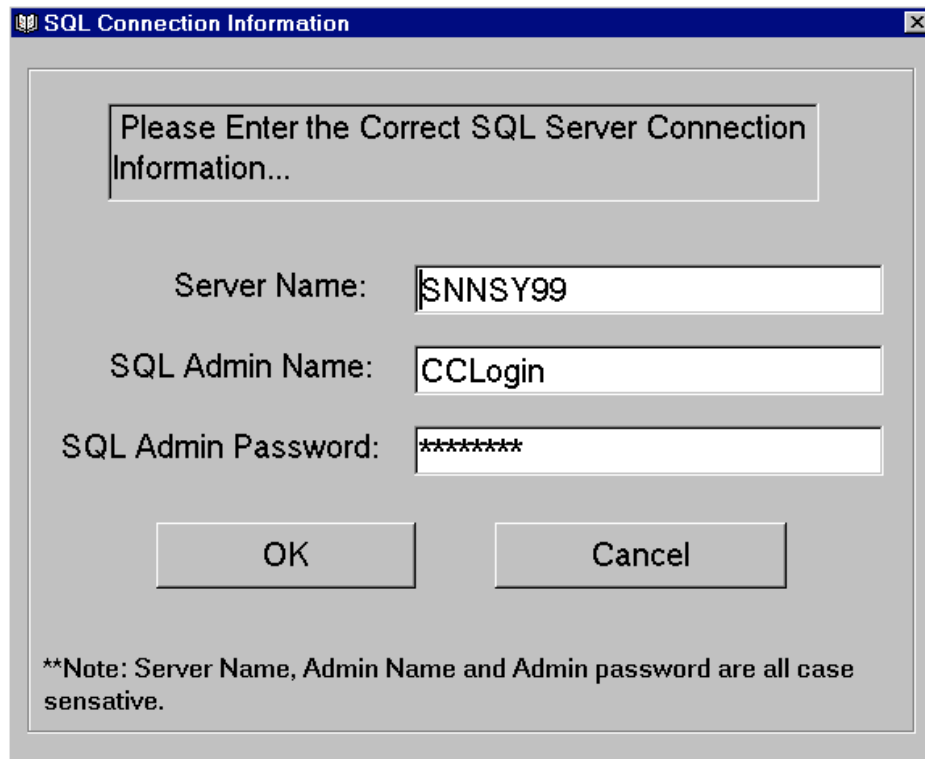 SQL Connection Information
Please Enter the Correct SQL Server Connection
Information...
Server Name: SNNSY99
SQL Admin Name: CCLogin
SQL Admin Password: ********
OK Cancel
**Note: Server Name, Admin Name and Admin password are all case
sensative.